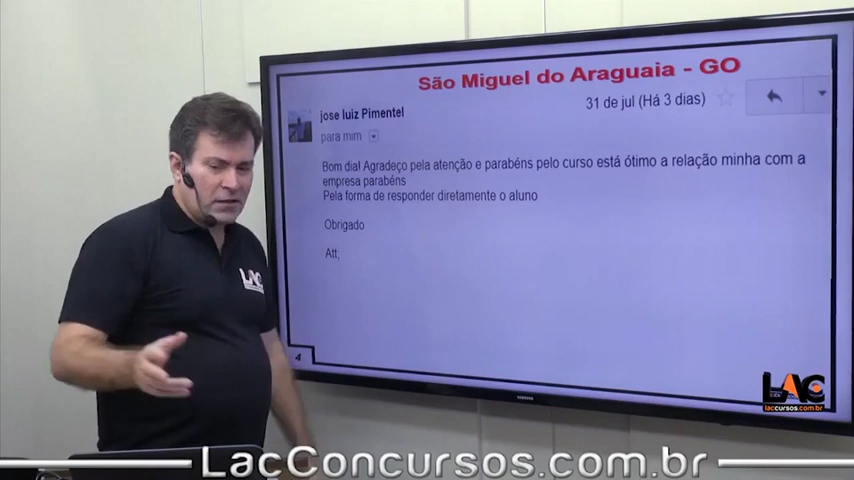 São Miguel do Araguaia - GO
jose luiz Pimentel
31 de jul (Há 3 dias)
para mim
Bom dia! Agradeço pela atenção e parabéns pelo curso está ótimo a relação minha com a
empresa parabéns
Pela forma de responder diretamente o aluno
Obrigado
Att;
LAC
4
LAC
laccursos.com.br
SAMSUNG
LacConcursos.com.br